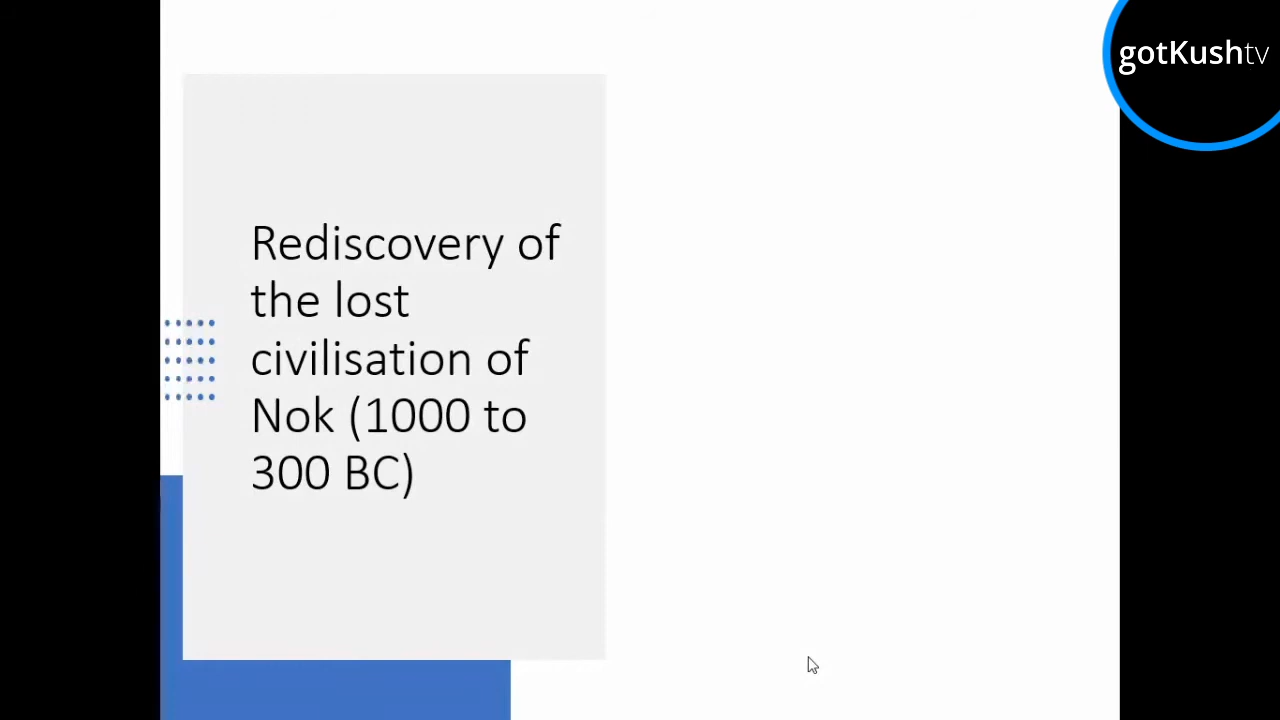 gotKushtv
Rediscovery of
the lost
civilisation of
Nok (1000 to
300 BC)